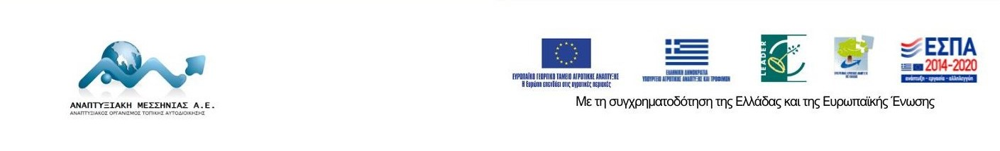 ΑΝΑΠΤΥΞΙΑΚΗ ΜΕΣΣΗΝΙΑΣ Α.Ε.
ΑΝΑΠΤΥΞΙΑΚΟΣ ΟΡΓΑΝΙΣΜΟΣ ΤΟΠΙΚΗΣ ΑΥΤΟΔΙΟΙΚΗΣΗΣ
ΕΥΡΩΠΑΪΚΟ ΓΕΩΡΓΙΚΟ ΤΑΜΕΙΟ ΑΓΡΟΤΙΚΗΣ ΑΝΑΠΤΥΞΗΣ
Η Ευρώπη επενδύει στις αγροτικές περιοχές
ΕΛΛΗΝΙΚΗ ΔΗΜΟΚΡΑΤΙΑ
ΥΠΟΥΡΓΕΙΟ ΑΓΡΟΤΙΚΗΣ ΑΝΑΠΤΥΞΗΣ ΚΑΙ ΤΡΟΦΙΜΩΝ
LEADER
ΕΣΠΑ
2014-2020
ανάπτυξη - εργασία - αλληλεγγύη
Με τη συγχρηματοδότηση της Ελλάδας και της Ευρωπαϊκής Ένωσης